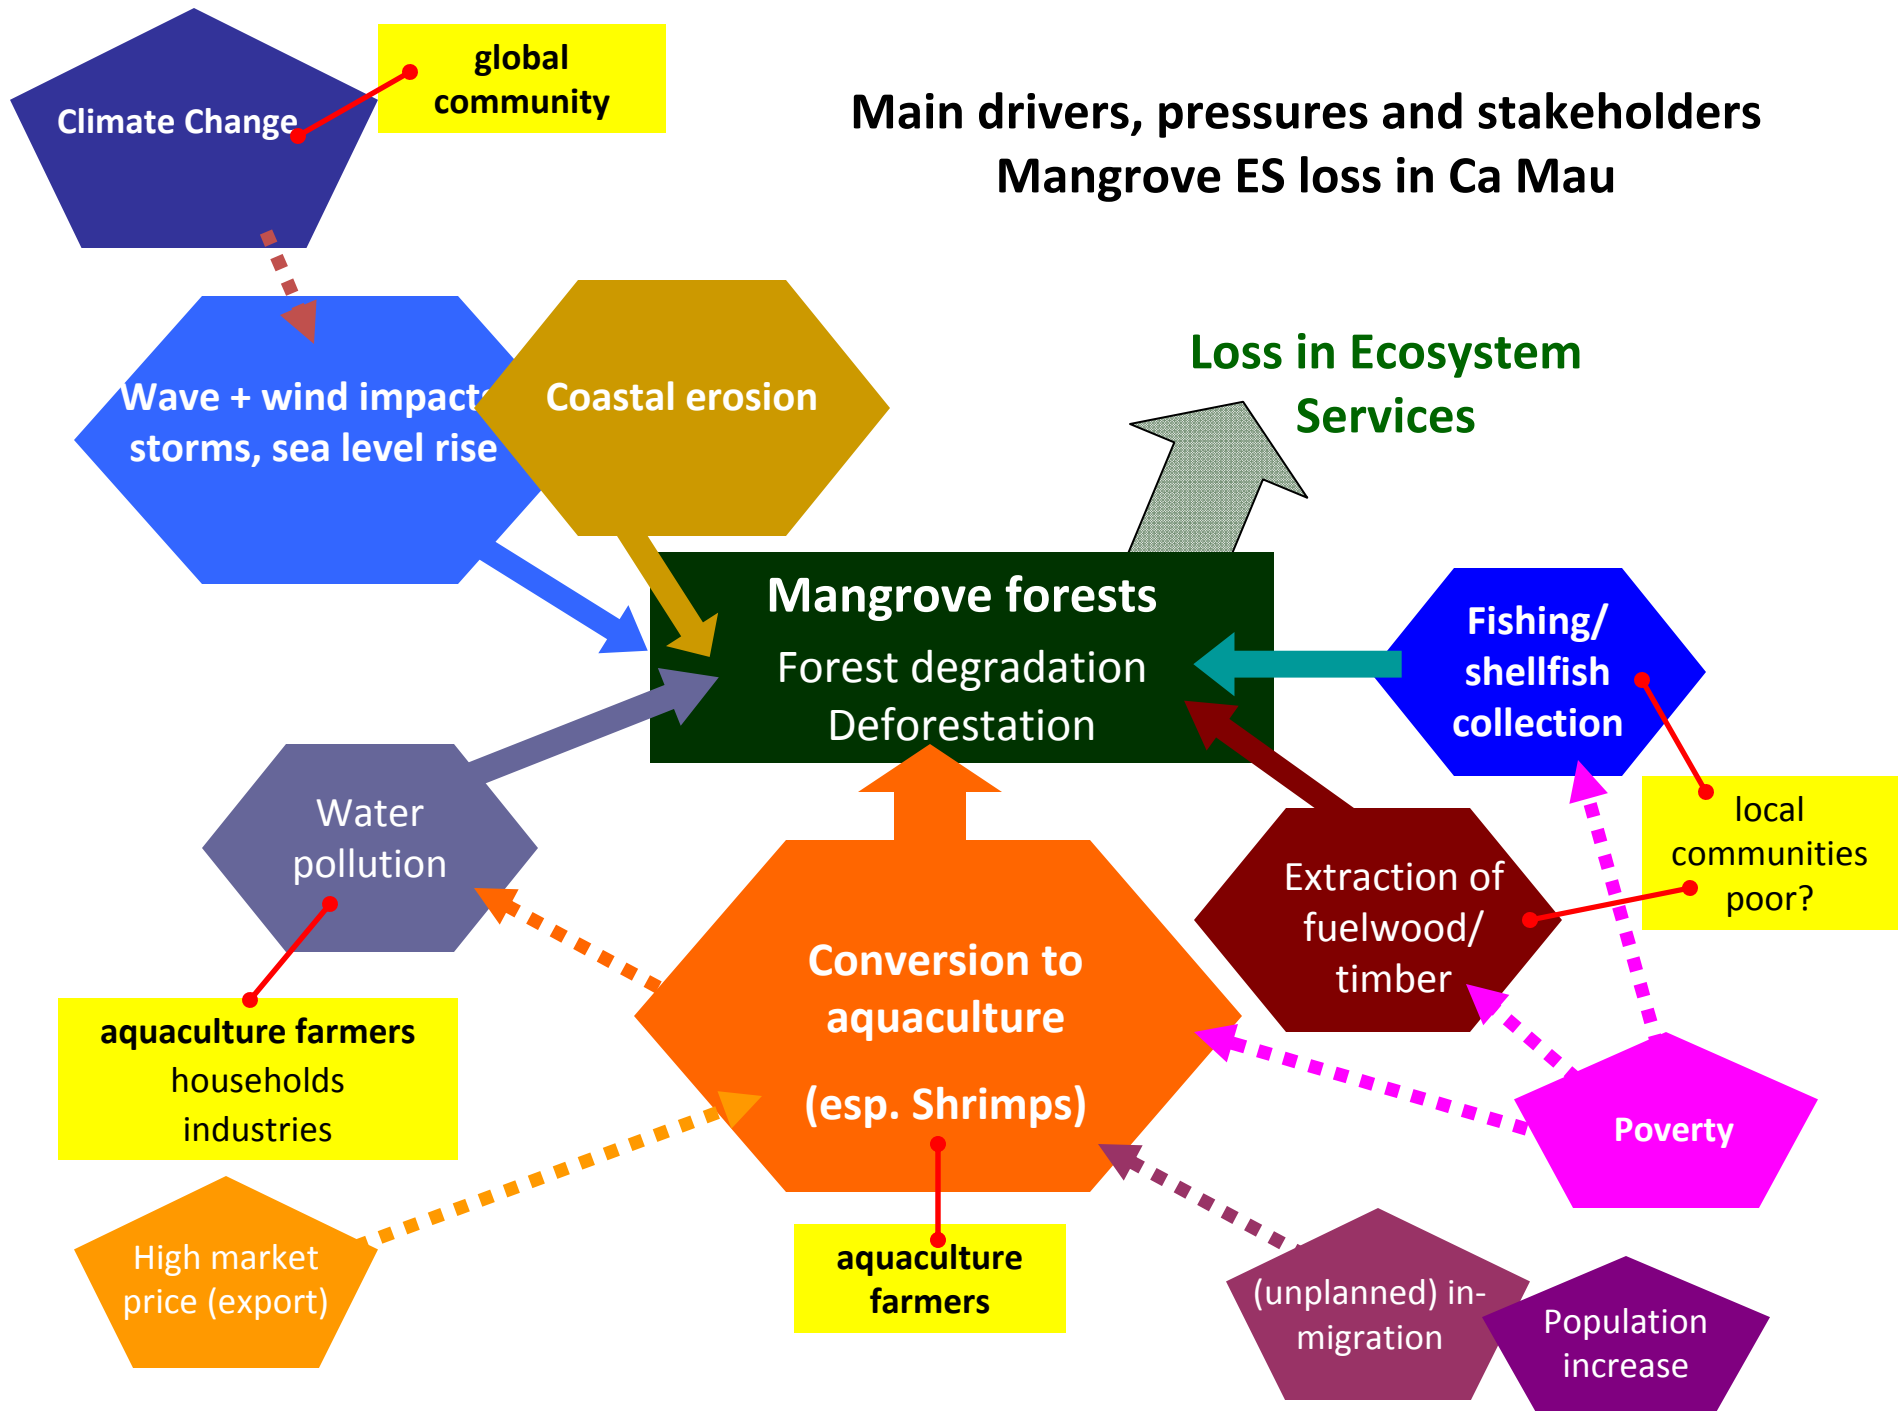 global
community
Climate Change
Main drivers, pressures and stakeholders
Mangrove ES loss in Ca Mau
Loss in Ecosystem
Services
Wave + wind impacts
storms, sea level rise
Coastal erosion
Mangrove forests
Forest degradation
Deforestation
Fishing/
shellfish
collection
Water
pollution
local
communities
poor?
Extraction of
fuelwood/
timber
Conversion to
aquaculture
(esp. Shrimps)
aquaculture farmers
households
industries
Poverty
High market
price (export)
aquaculture
farmers
(unplanned) in-
migration
Population
increase